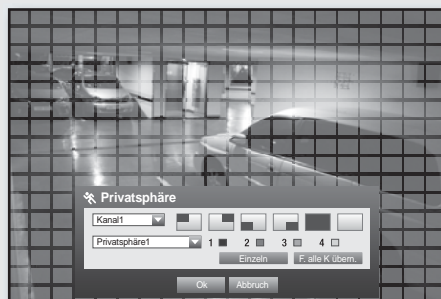 Privatsphäre
Kanal1
Privatsphäre1 1 2 3 4
Einzeln F. alle K übern.
Ok Abbruch